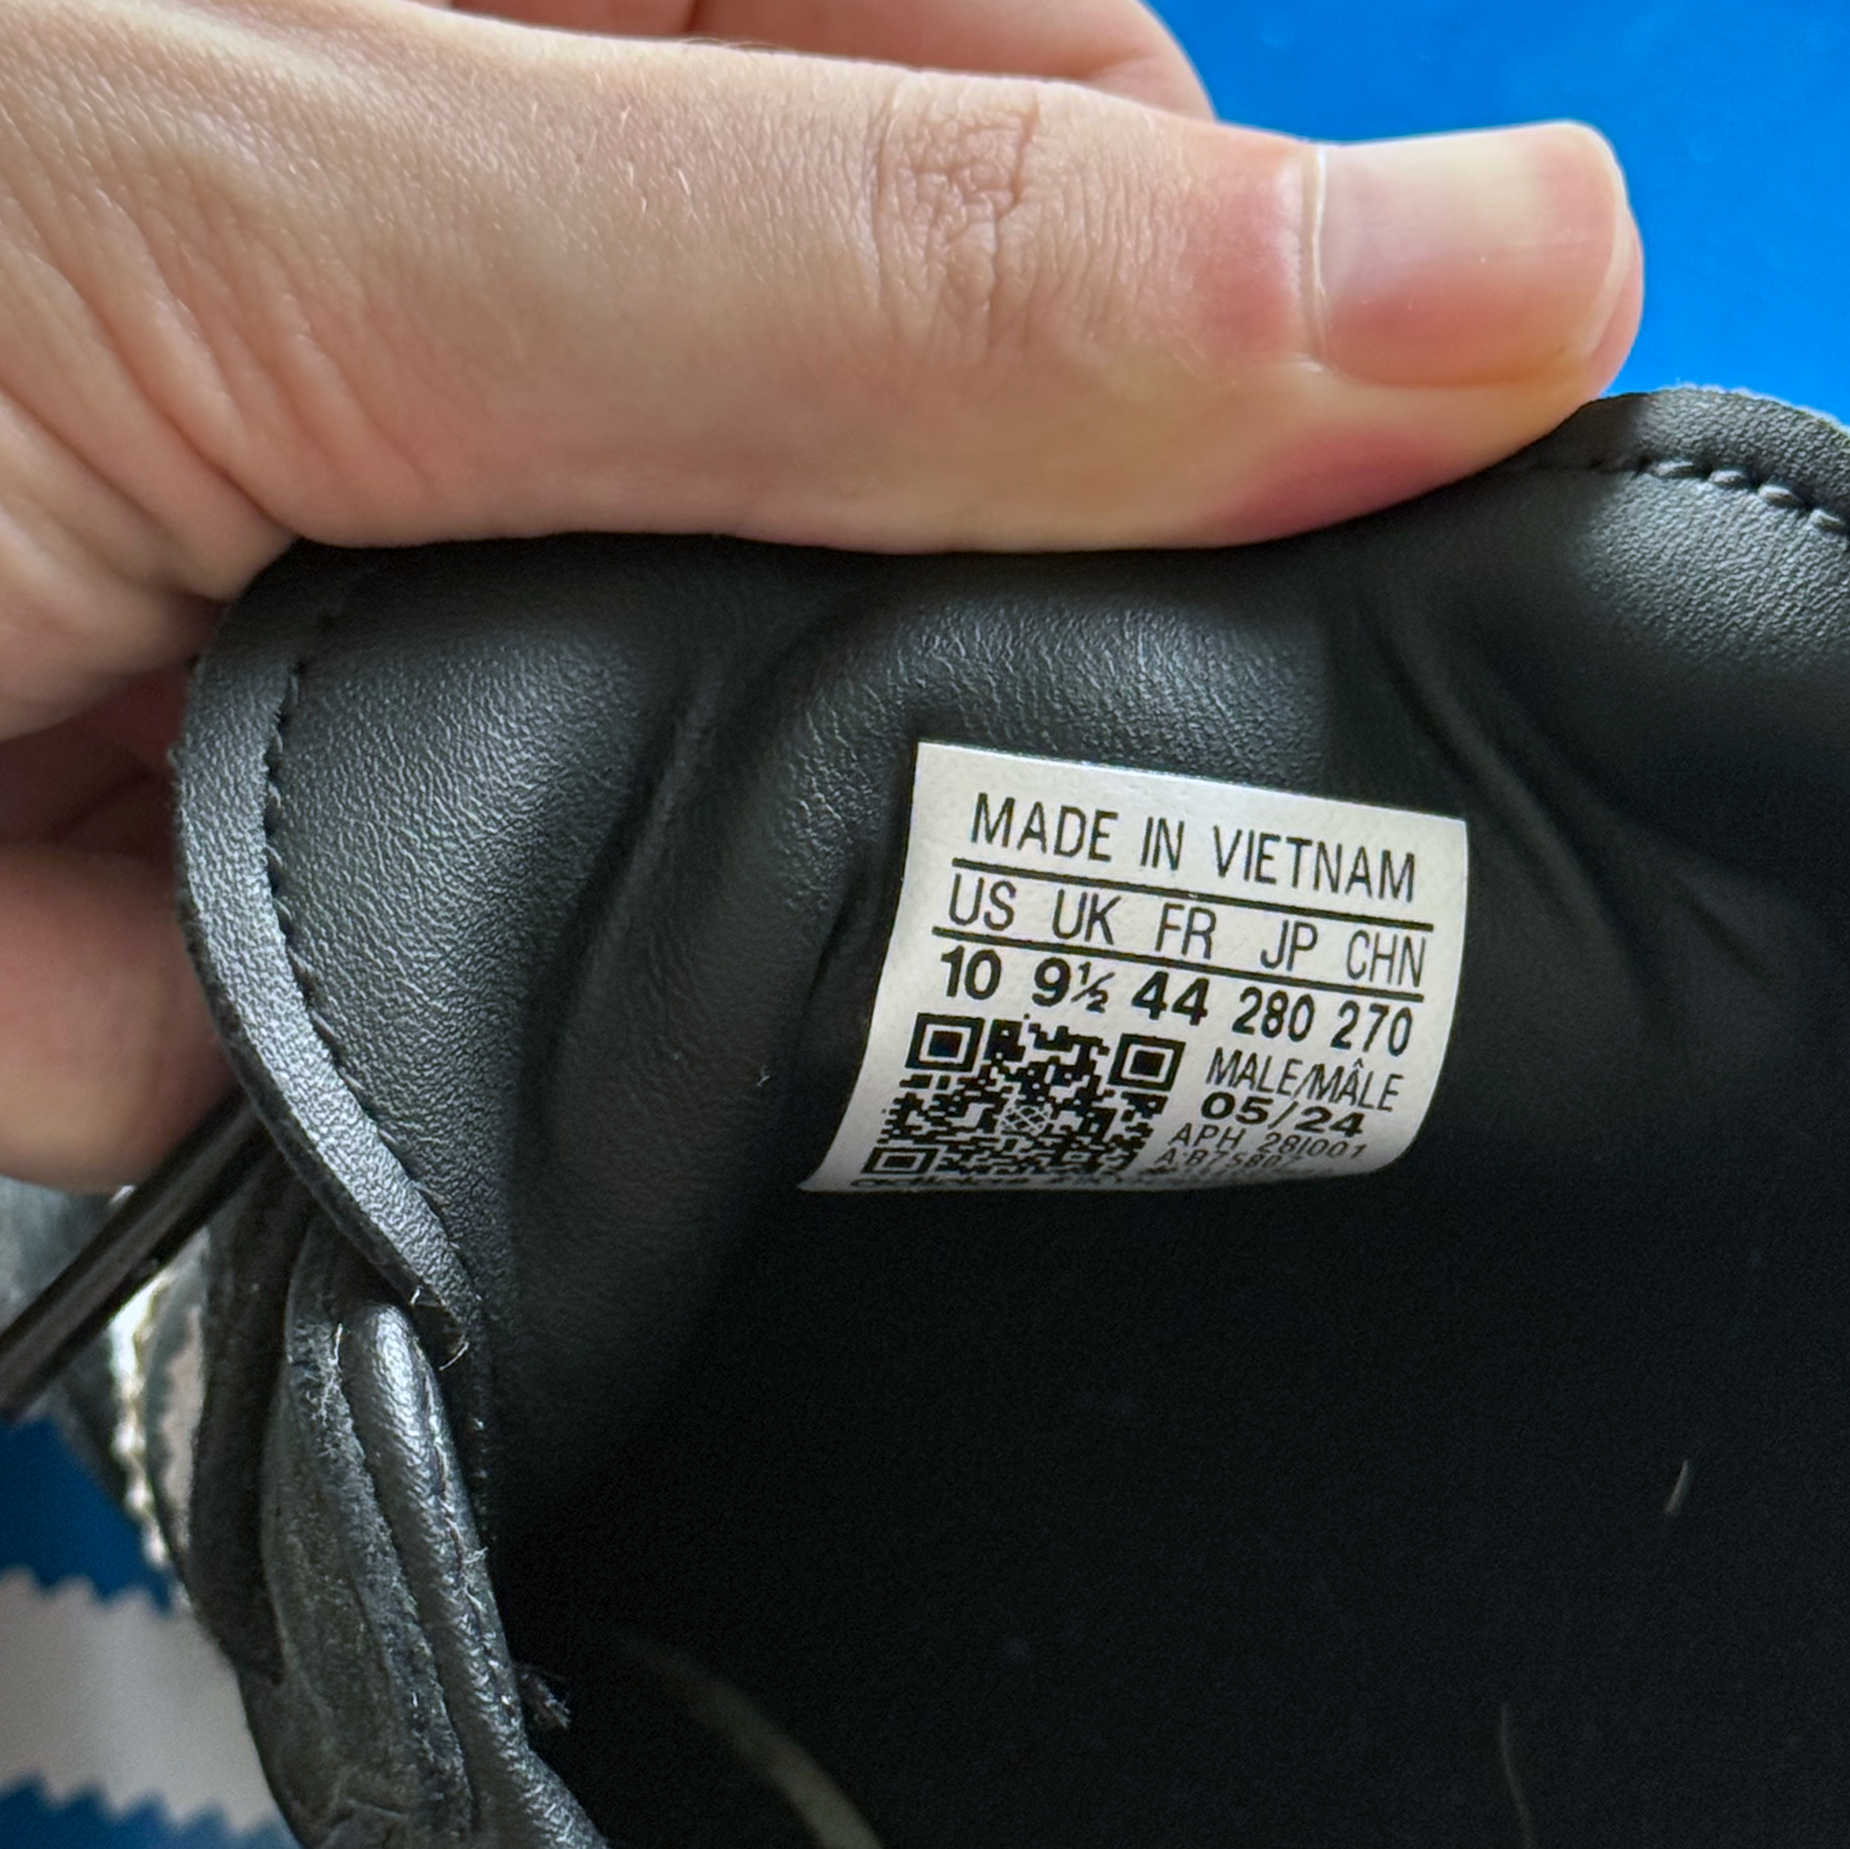 MADE IN VIETNAM
US UK FR JP CHN
10 9½ 44 280 270
MALE/MÂLE
05/24
APH 28I001